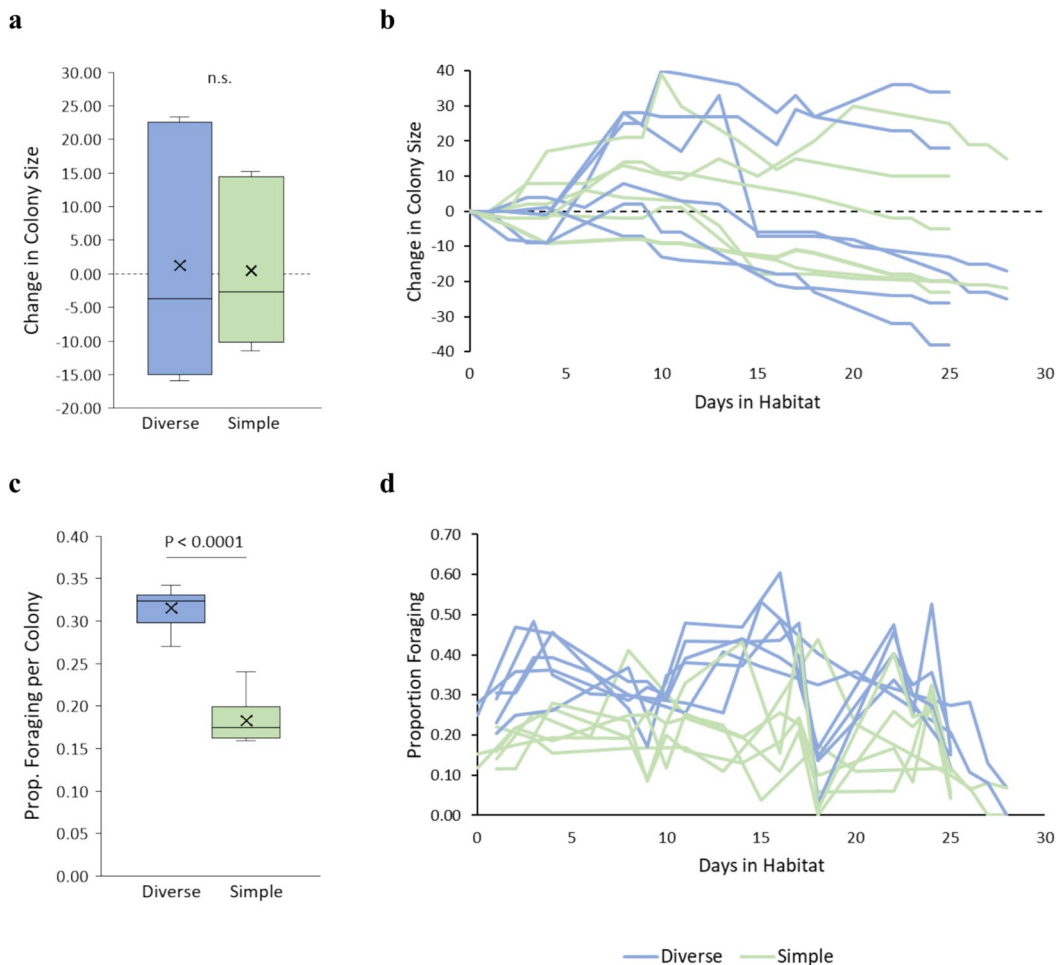 a
n.s.
Change in Colony Size
30.00
25.00
20.00
15.00
10.00
5.00
0.00
-5.00
-10.00
-15.00
-20.00
Diverse
Simple
b
Change in Colony Size
40
30
20
10
0
-10
-20
-30
-40
0
5
10
15
20
25
30
Days in Habitat
c
P < 0.0001
Prop. Foraging per Colony
0.40
0.35
0.30
0.25
0.20
0.15
0.10
0.05
0.00
Diverse
Simple
d
Proportion Foraging
0.70
0.60
0.50
0.40
0.30
0.20
0.10
0.00
0
5
10
15
20
25
30
Days in Habitat
Diverse
Simple